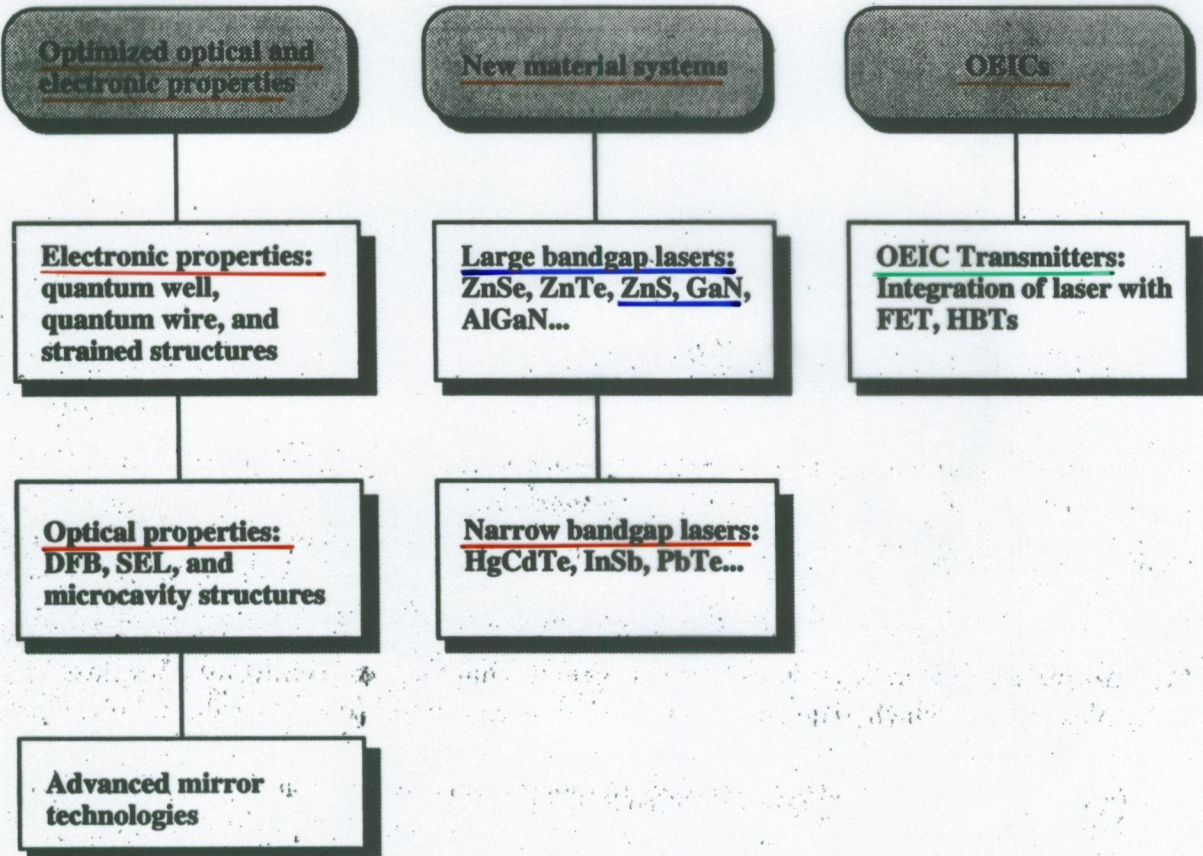 Optimized optical and
electronic properties
New material systems
OEICs
Electronic properties:
quantum well,
quantum wire, and
strained structures
Large bandgap lasers:
ZnSe, ZnTe, ZnS, GaN,
AlGaN...
OEIC Transmitters:
Integration of laser with
FET, HBTs
Optical properties:
DFB, SEL, and
microcavity structures
Narrow bandgap lasers:
HgCdTe, InSb, PbTe...
Advanced mirror
technologies